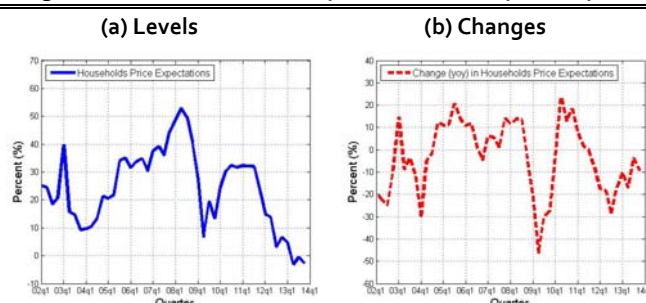 (a) Levels
(b) Changes
Households Price Expectations
Percent (%)
70
60
50
40
30
20
10
0
-10
02q1 03q1 04q1 05q1 06q1 07q1 08q1 09q1 10q1 11q1 12q1 13q1 14q1
Quarter
Change (yoy) in Households Price Expectations
Percent (%)
40
30
20
10
0
-10
-20
-30
-40
-50
-60
02q1 03q1 04q1 05q1 06q1 07q1 08q1 09q1 10q1 11q1 12q1 13q1
Quarter